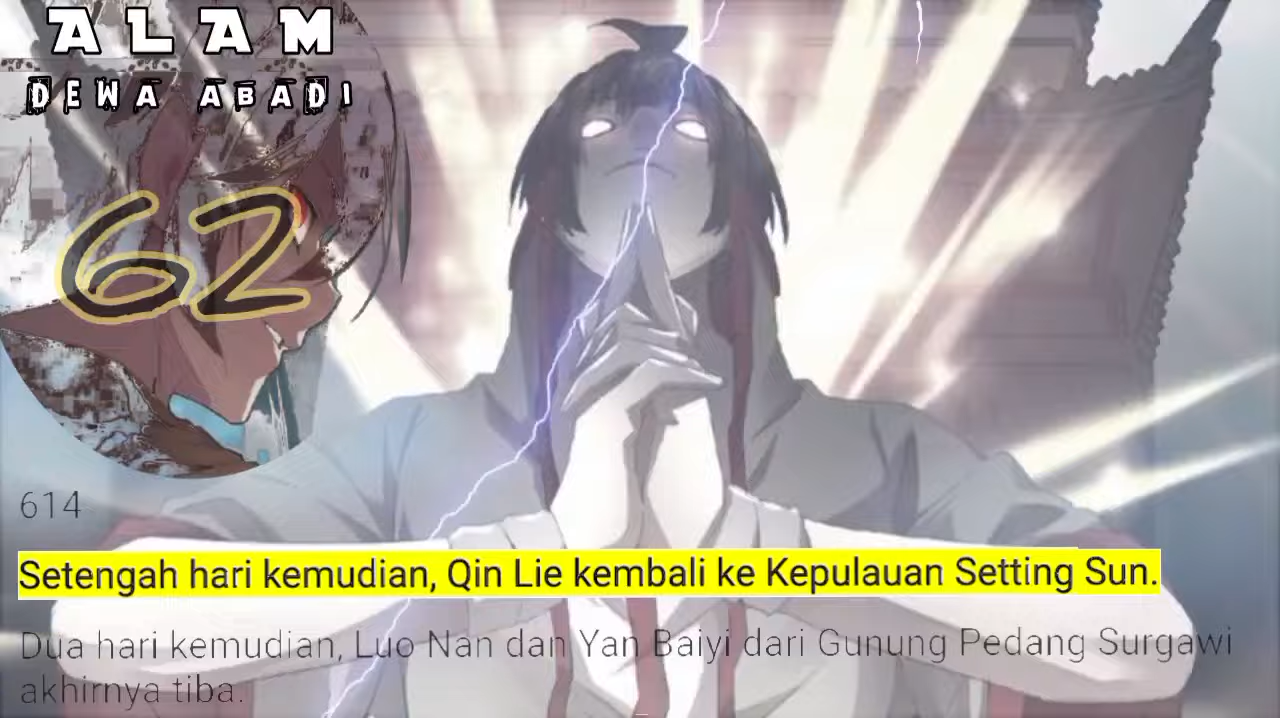 ALAM
DEWA ABADI
62
614
Setengah hari kemudian, Qin Lie kembali ke Kepulauan Setting Sun.
Dua hari kemudian, Luo Nan dan Yan Baiyi dari Gunung Pedang Surgawi
akhirnya tiba.